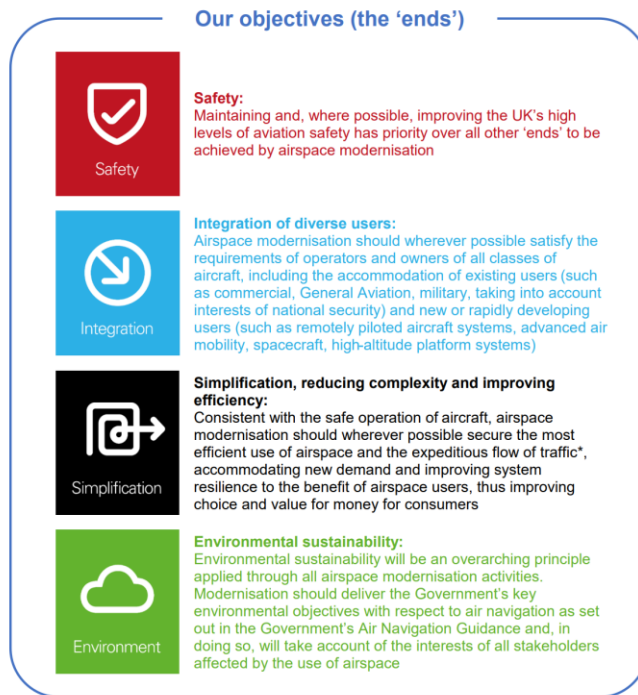 Our objectives (the ‘ends’)
Safety
Safety:
Maintaining and, where possible, improving the UK’s high
levels of aviation safety has priority over all other ‘ends’ to be
achieved by airspace modernisation
Integration
Integration of diverse users:
Airspace modernisation should wherever possible satisfy the
requirements of operators and owners of all classes of
aircraft, including the accommodation of existing users (such
as commercial, General Aviation, military, taking into account
interests of national security) and new or rapidly developing
users (such as remotely piloted aircraft systems, advanced air
mobility, spacecraft, high-altitude platform systems)
Simplification
Simplification, reducing complexity and improving
efficiency:
Consistent with the safe operation of aircraft, airspace
modernisation should wherever possible secure the most
efficient use of airspace and the expeditious flow of traffic*,
accommodating new demand and improving system
resilience to the benefit of airspace users, thus improving
choice and value for money for consumers
Environment
Environmental sustainability:
Environmental sustainability will be an overarching principle
applied through all airspace modernisation activities.
Modernisation should deliver the Government’s key
environmental objectives with respect to air navigation as set
out in the Government’s Air Navigation Guidance and, in
doing so, will take account of the interests of all stakeholders
affected by the use of airspace